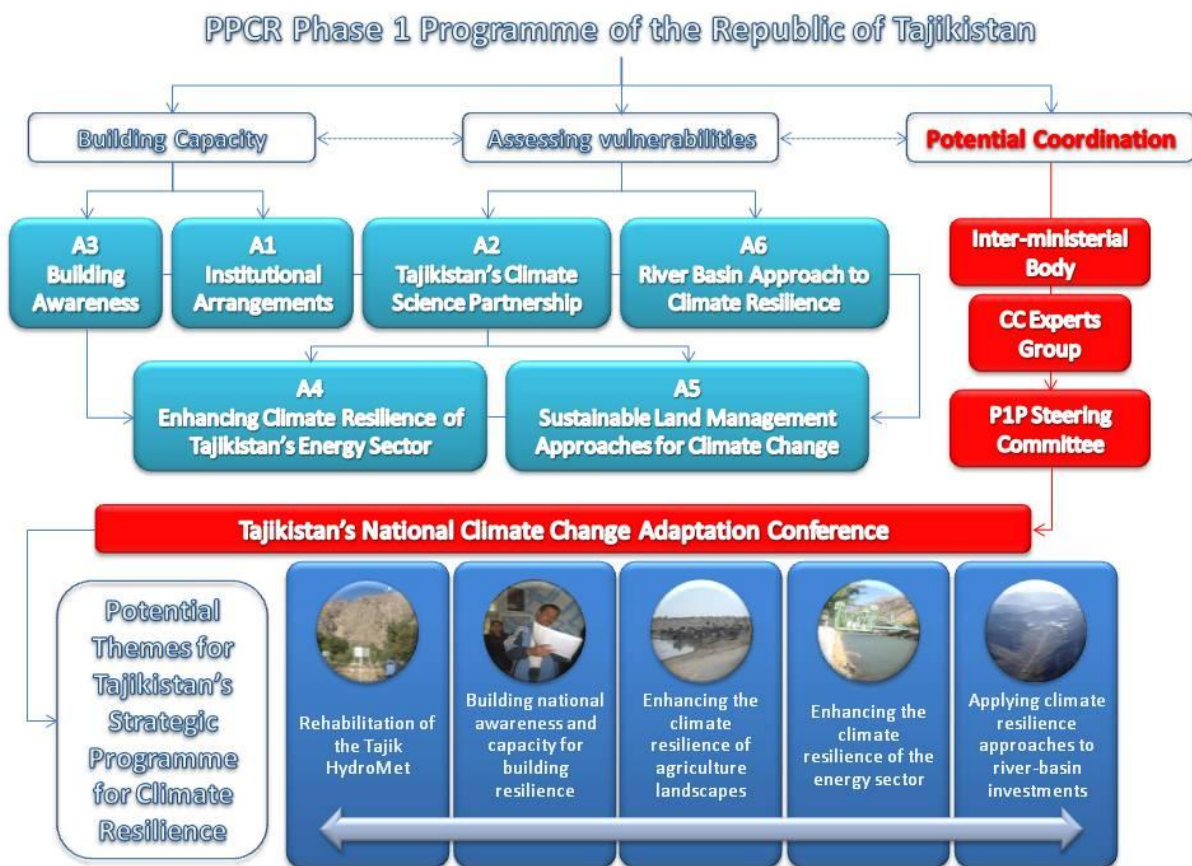 PPCR Phase 1 Programme of the Republic of Tajikistan
Building Capacity
Assessing vulnerabilities
Potential Coordination
A3
Building
Awareness
A1
Institutional
Arrangements
A2
Tajikistan's Climate
Science Partnership
A6
River Basin Approach to
Climate Resilience
Inter-ministerial
Body
CC Experts
Group
A4
Enhancing Climate Resilience of
Tajikistan's Energy Sector
A5
Sustainable Land Management
Approaches for Climate Change
P1P Steering
Committee
Tajikistan's National Climate Change Adaptation Conference
Potential
Themes for
Tajikistan's
Strategic
Programme
for Climate
Resilience
Rehabilitation of
the Tajik
HydroMet
Building national
awareness and
capacity for
building
resilience
Enhancing the
climate
resilience of
agriculture
landscapes
Enhancing the
climate
resilience of the
energy sector
Applying climate
resilience
approaches to
river-basin
investments